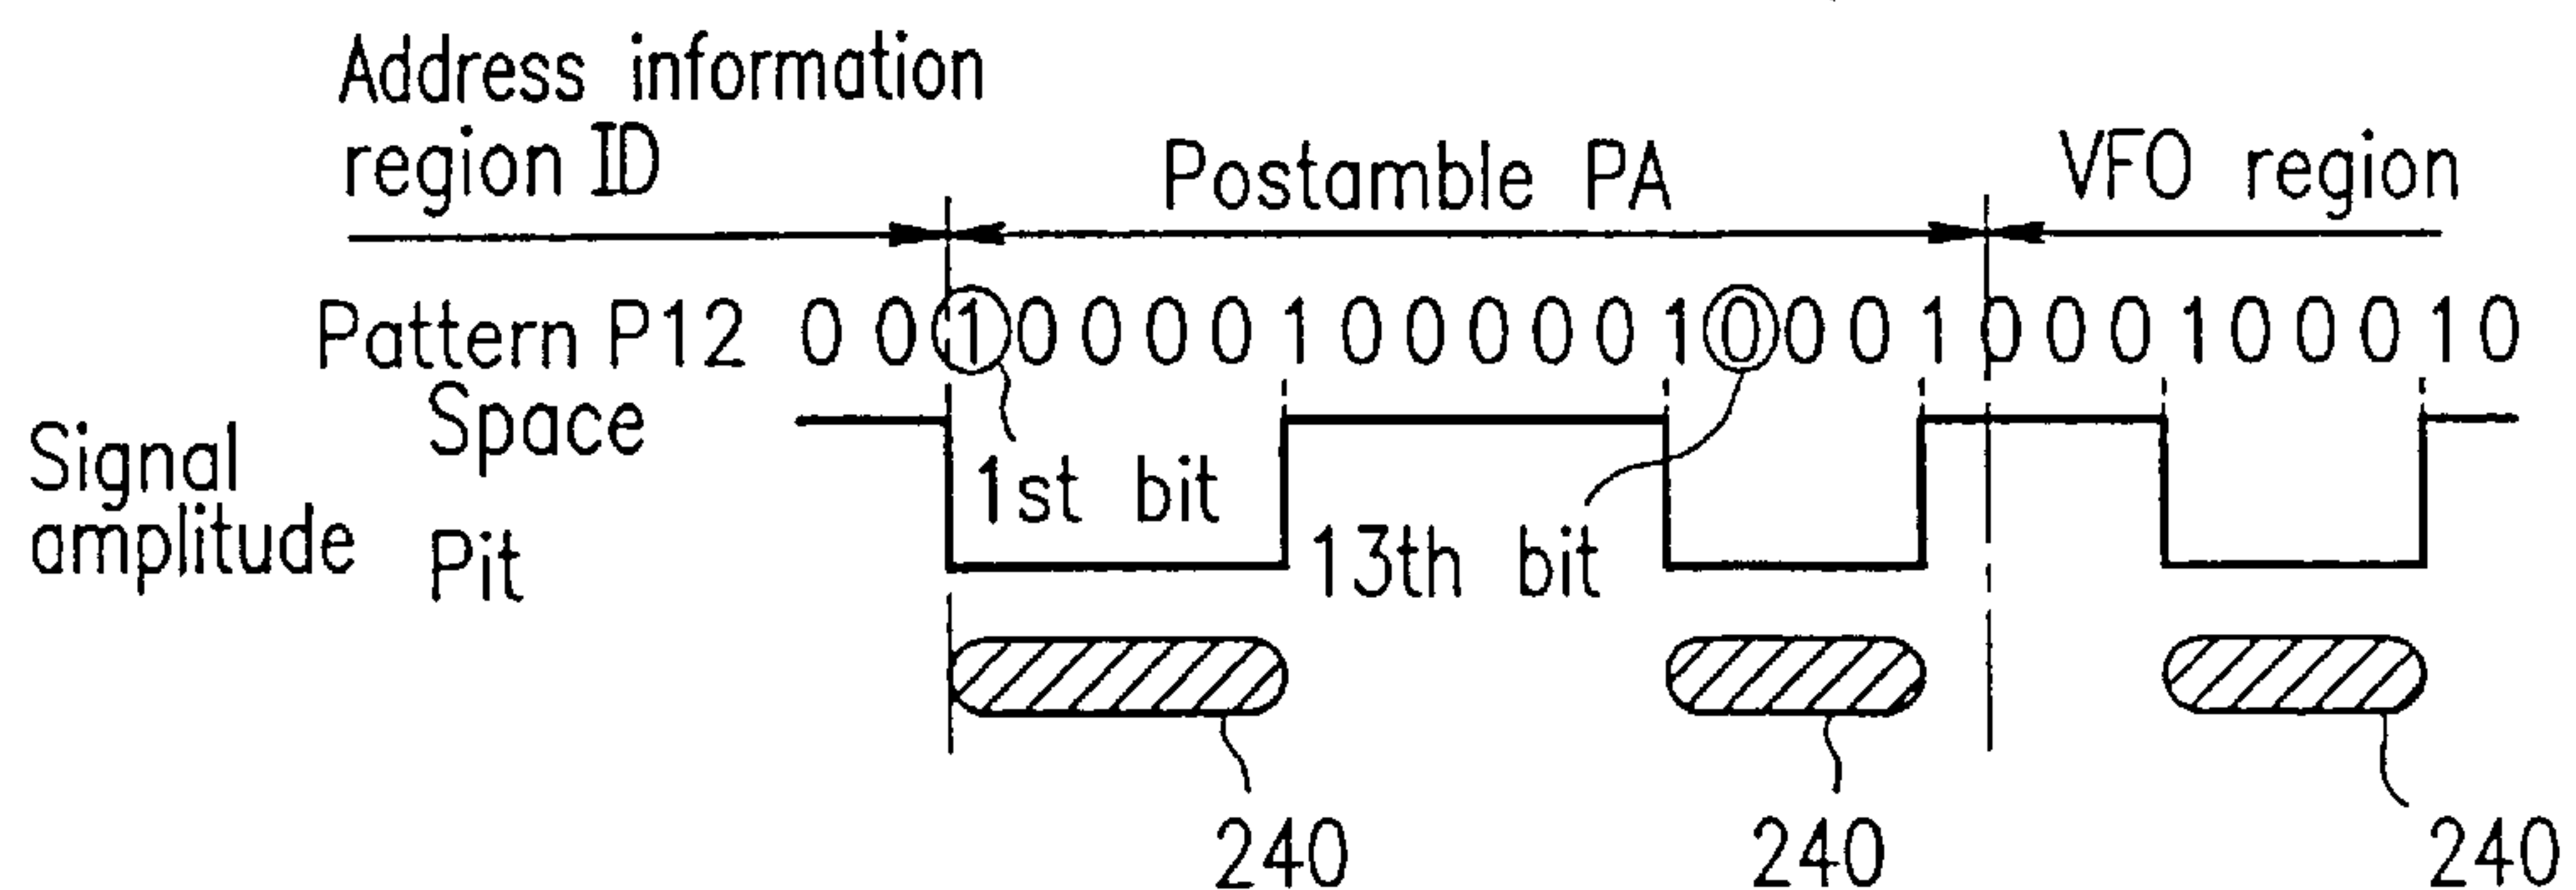 Address information
region ID
Postamble PA
VFO region
Pattern P12 0 0 1 0 0 0 0 1 0 0 0 0 0 1 0 0 0 1 0 0 0 1 0 0 0 1 0
Space
Signal
amplitude
Pit
1st bit
13th bit
240
240
240